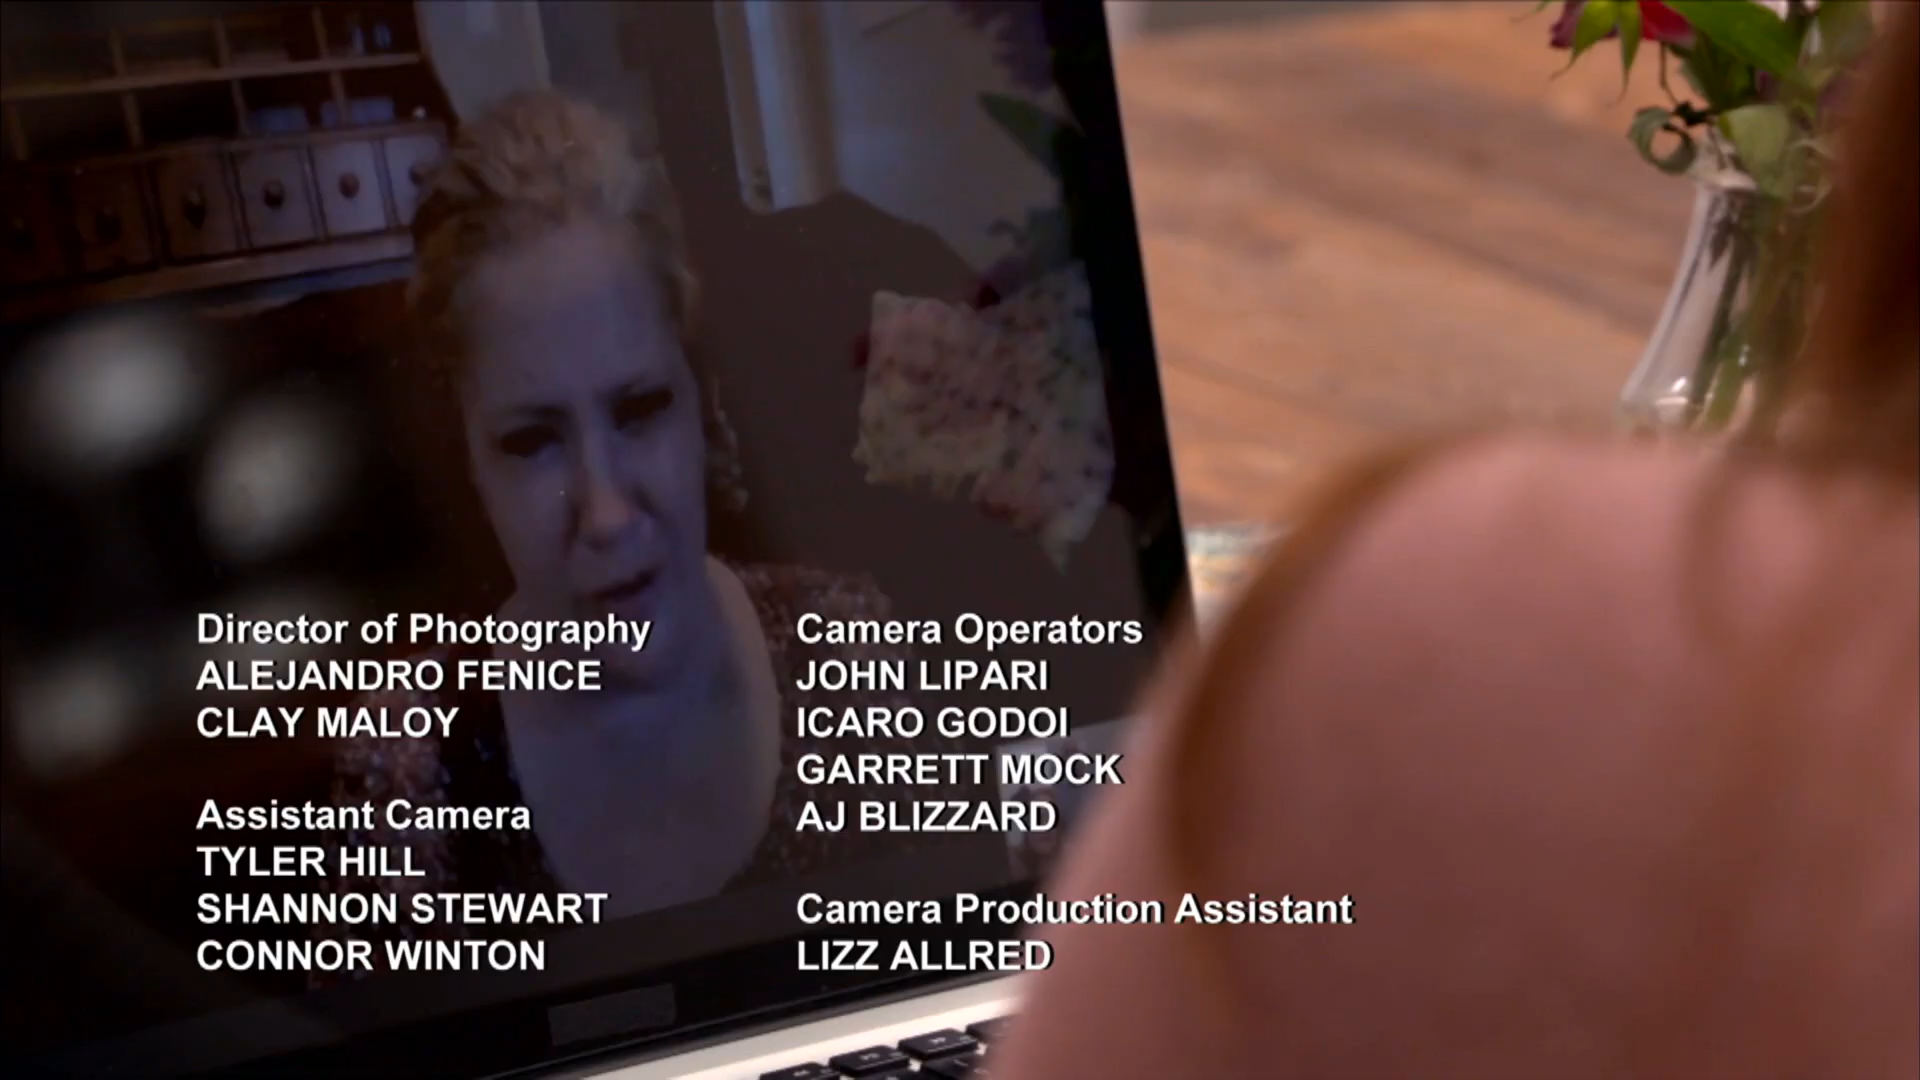 Director of Photography
ALEJANDRO FENICE
CLAY MALOY
Assistant Camera
TYLER HILL
SHANNON STEWART
CONNOR WINTON
Camera Operators
JOHN LIPARI
ICARO GODOI
GARRETT MOCK
AJ BLIZZARD
Camera Production Assistant
LIZZ ALLRED